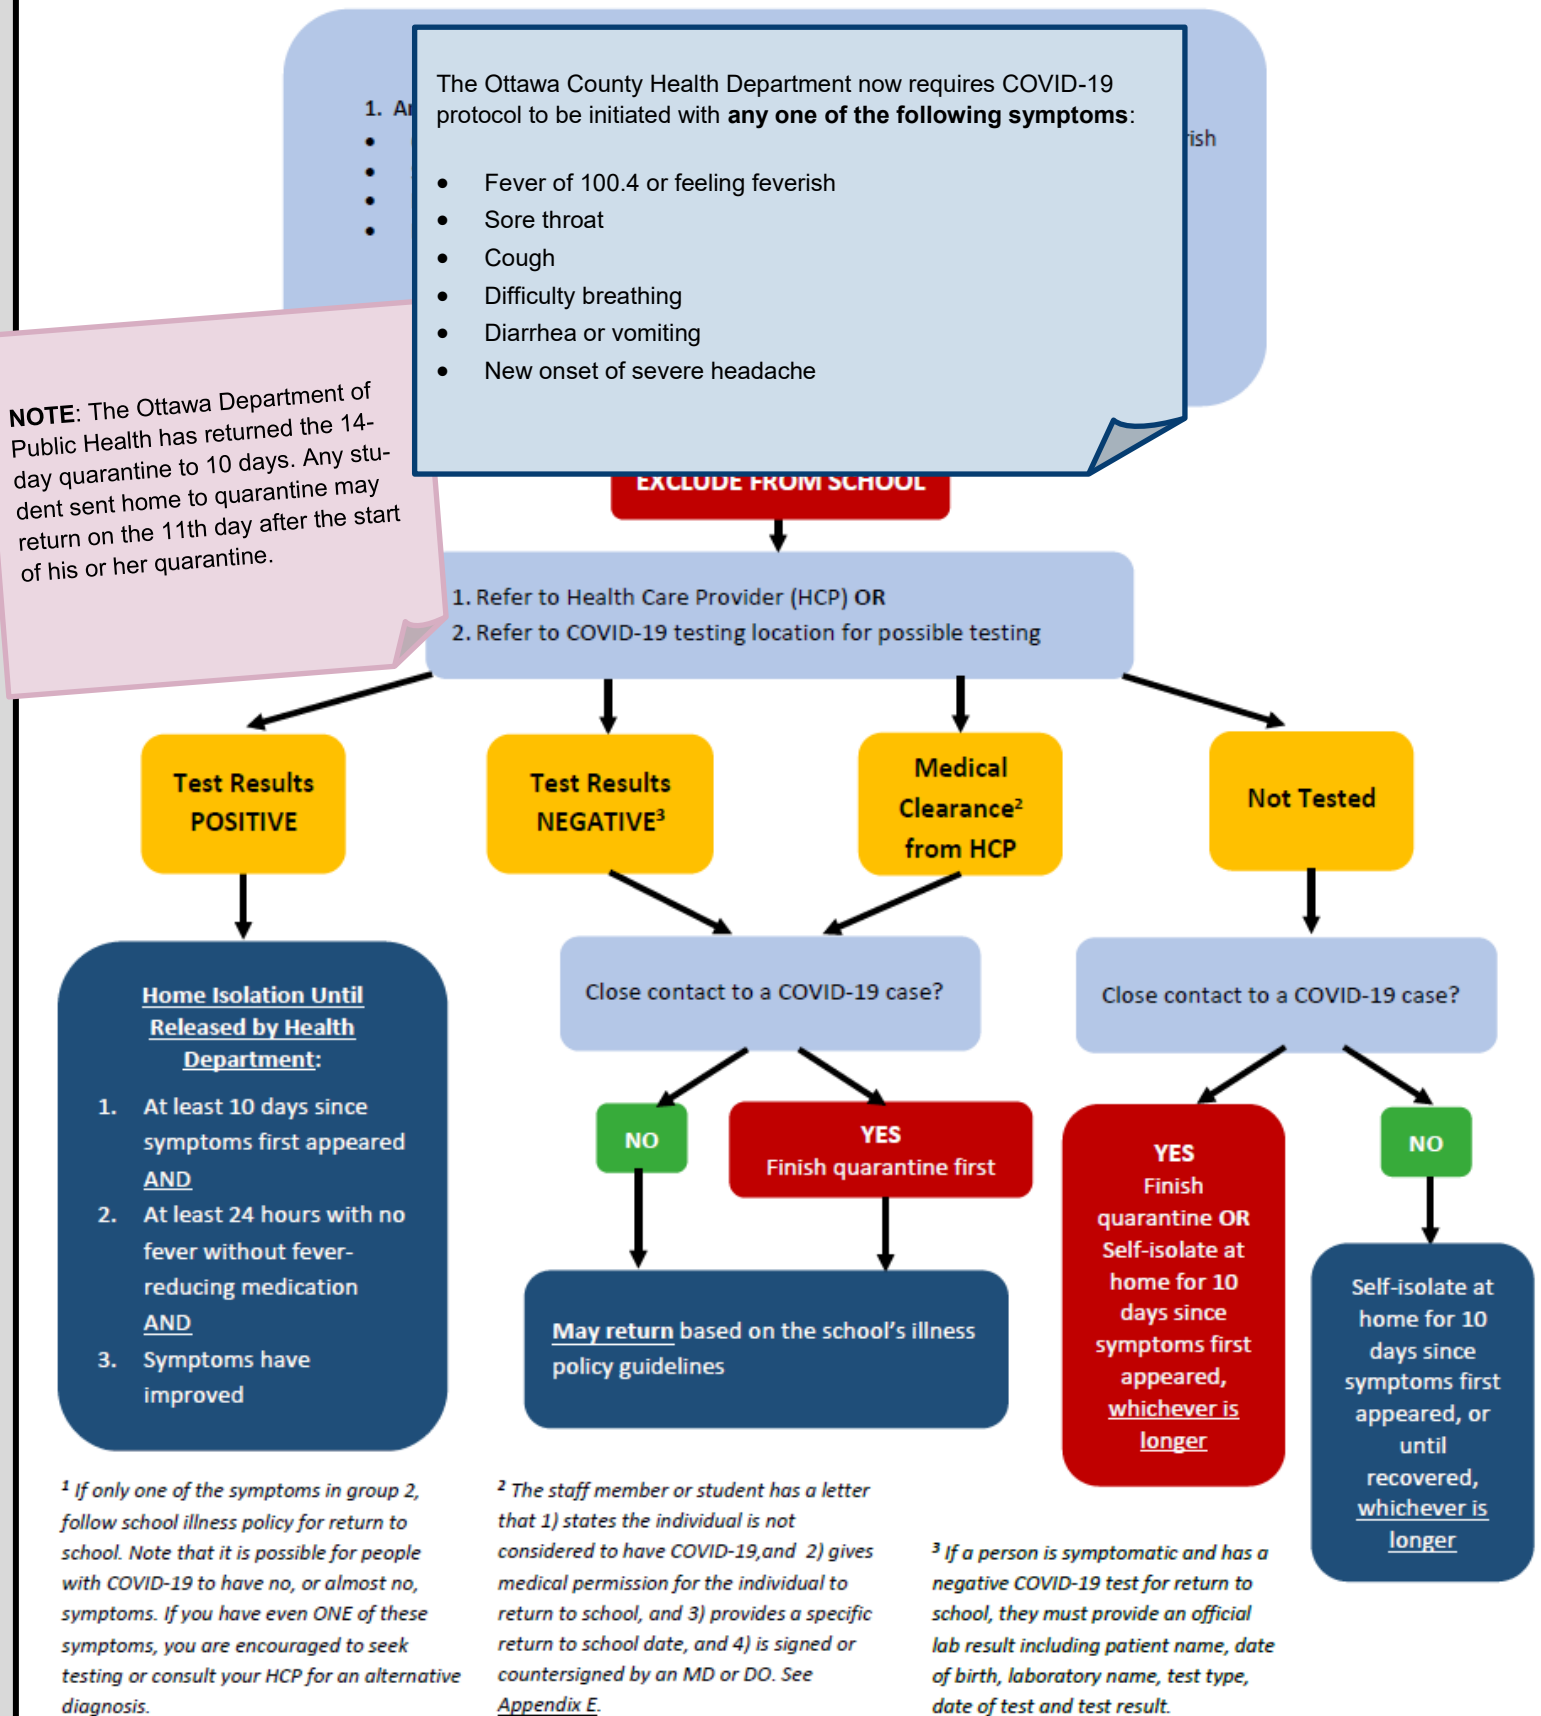 The Ottawa County Health Department now requires COVID-19
protocol to be initiated with any one of the following symptoms:
• Fever of 100.4 or feeling feverish
• Sore throat
• Cough
• Difficulty breathing
• Diarrhea or vomiting
• New onset of severe headache
1.
NOTE: The Ottawa Department of
Public Health has returned the 14-
day quarantine to 10 days. Any stu-
dent sent home to quarantine may
return on the 11th day after the start
of his or her quarantine.
EXCLUDE FROM SCHOOL
1. Refer to Health Care Provider (HCP) OR
2. Refer to COVID-19 testing location for possible testing
Test Results
POSITIVE
Test Results
NEGATIVE³
Medical
Clearance²
from HCP
Not Tested
Home Isolation Until
Released by Health
Department:
1. At least 10 days since
symptoms first appeared
AND
2. At least 24 hours with no
fever without fever-
reducing medication
AND
3. Symptoms have
improved
Close contact to a COVID-19 case?
NO
YES
Finish quarantine first
May return based on the school's illness
policy guidelines
Close contact to a COVID-19 case?
YES
Finish
quarantine OR
Self-isolate at
home for 10
days since
symptoms first
appeared,
whichever is
longer
NO
Self-isolate at
home for 10
days since
symptoms first
appeared, or
until
recovered,
whichever is
longer
¹ If only one of the symptoms in group 2,
follow school illness policy for return to
school. Note that it is possible for people
with COVID-19 to have no, or almost no,
symptoms. If you have even ONE of these
symptoms, you are encouraged to seek
testing or consult your HCP for an alternative
diagnosis.
² The staff member or student has a letter
that 1) states the individual is not
considered to have COVID-19,and 2) gives
medical permission for the individual to
return to school, and 3) provides a specific
return to school date, and 4) is signed or
countersigned by an MD or DO. See
Appendix E.
³ If a person is symptomatic and has a
negative COVID-19 test for return to
school, they must provide an official
lab result including patient name, date
of birth, laboratory name, test type,
date of test and test result.